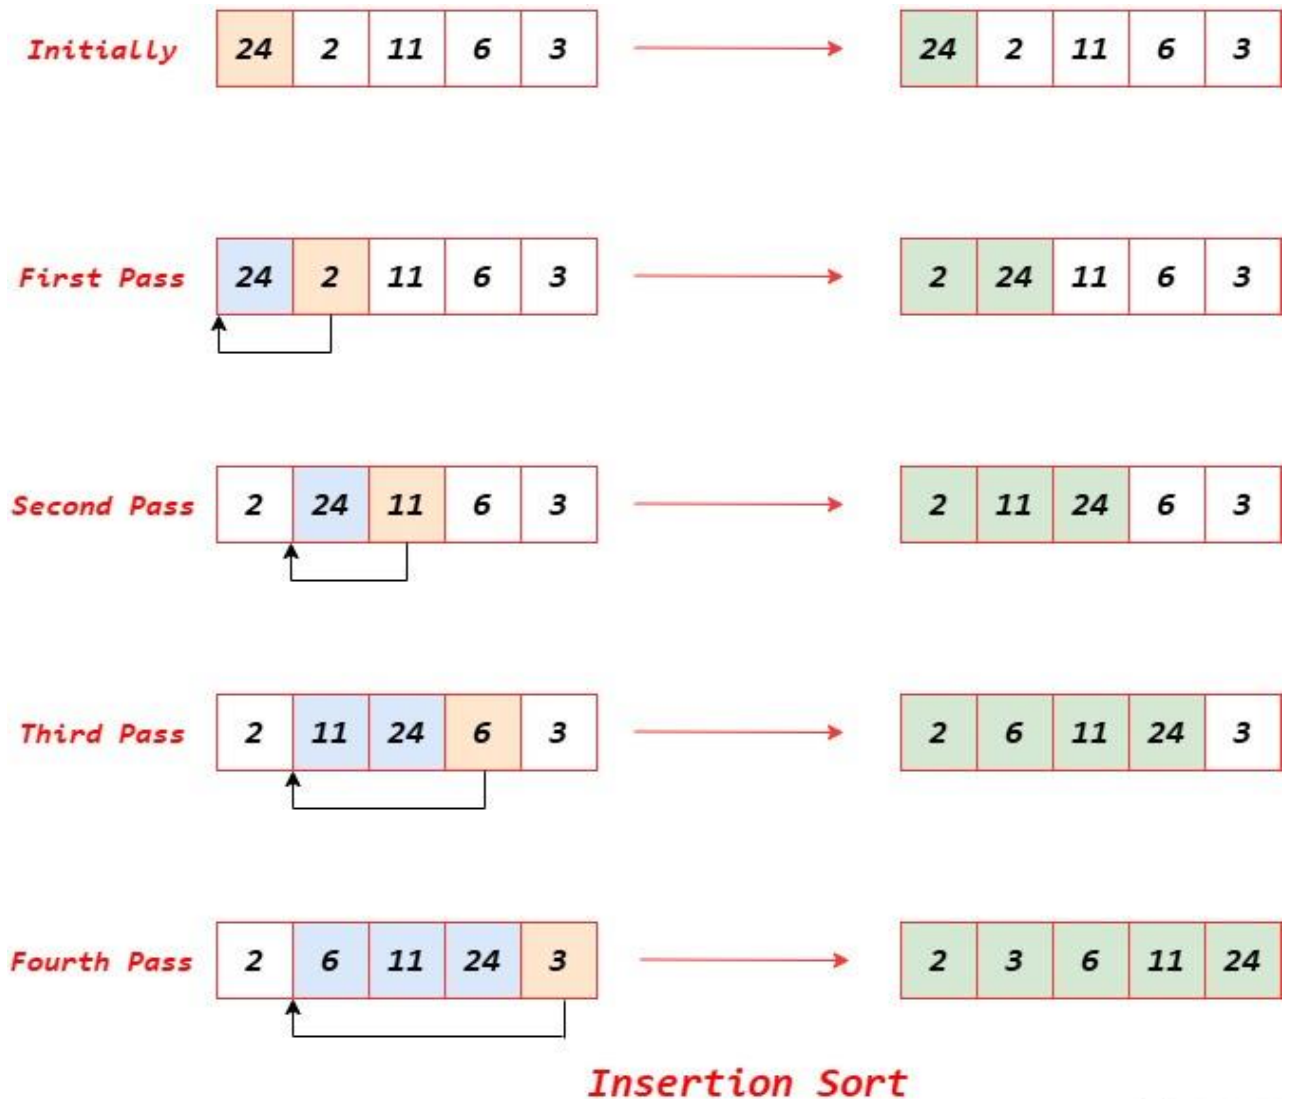 Initially 24 2 11 6 3 24 2 11 6 3
First Pass 24 2 11 6 3 2 24 11 6 3
Second Pass 2 24 11 6 3 2 11 24 6 3
Third Pass 2 11 24 6 3 2 6 11 24 3
Fourth Pass 2 6 11 24 3 2 3 6 11 24
Insertion Sort